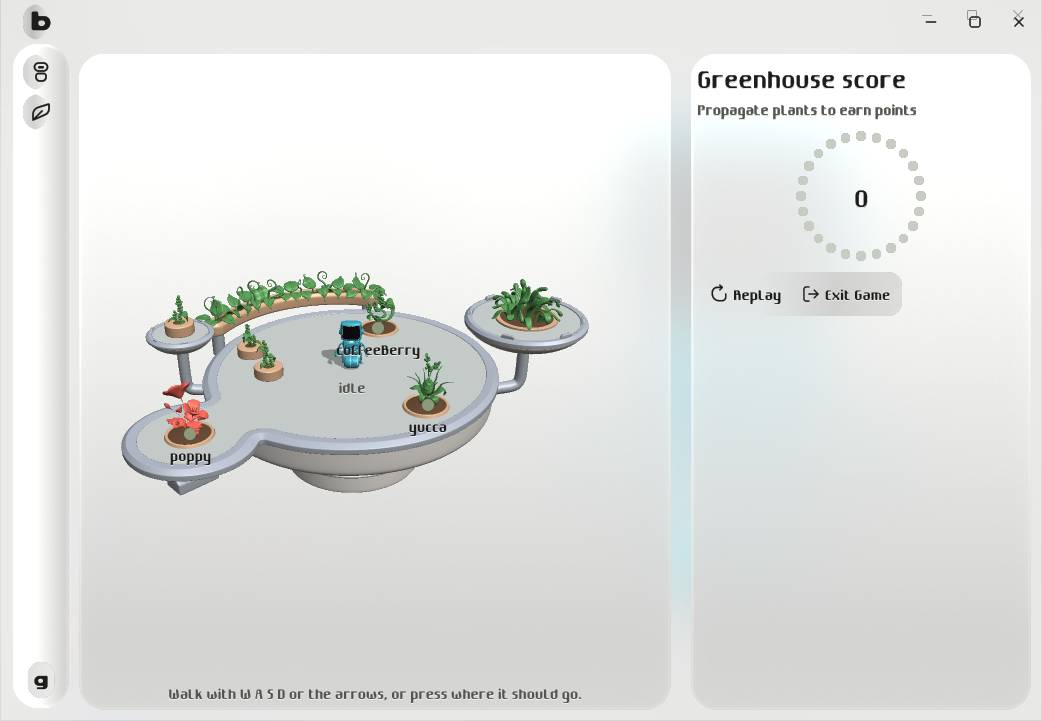 b
Greenhouse score
Propagate plants to earn points
0
Replay
Exit Game
coffeeBerry
idle
yucca
poppy
g
Walk with W A S D or the arrows, or press where it should go.